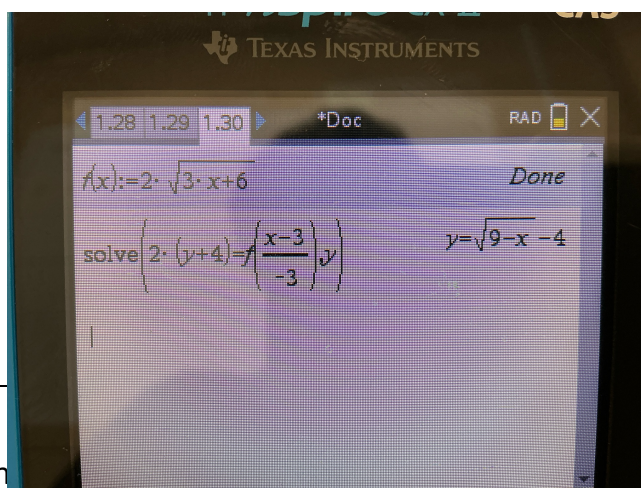 TEXAS INSTRUMENTS
1.28 1.29 1.30 *Doc RAD
f(x):=2· √(3·x+6) Done
solve(2·(y+4)=f((x-3)/-3),y) y=√(9-x) -4